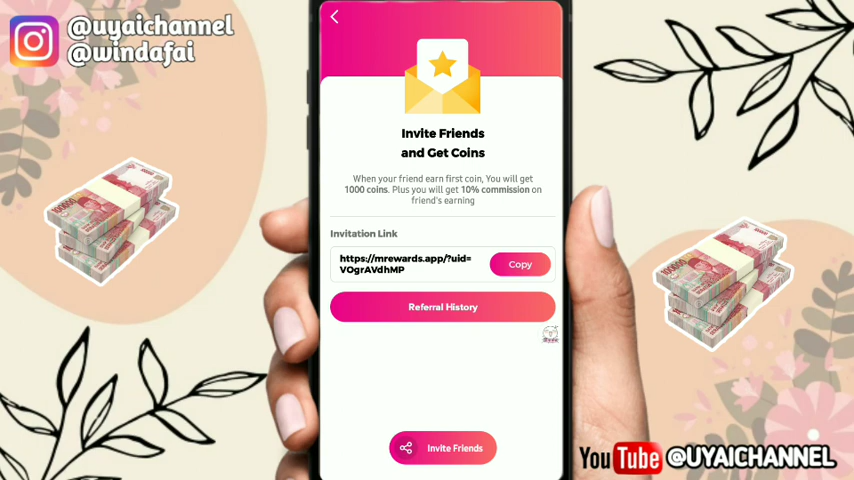 @uyaichannel
@windafai
Invite Friends
and Get Coins
When your friend earn first coin, You will get
1000 coins. Plus you will get 10% commission on
friend's earning
Invitation Link
https://mrewards.app/?uid=
VOgrAVdhMP
Copy
Referral History
Invite Friends
YouTube @UYAICHANNEL
100000
100000